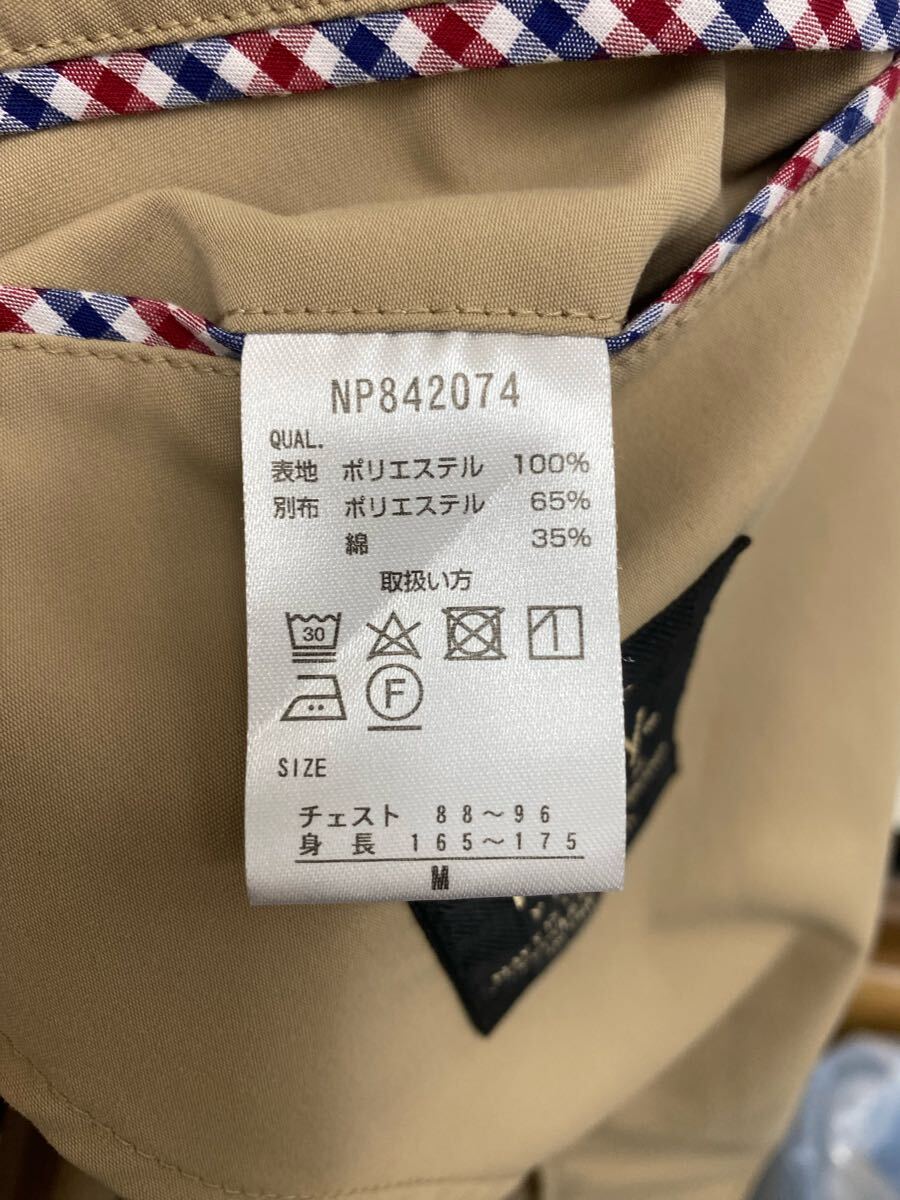 NP842074
QUAL.
表地 ポリエステル 100%
別布 ポリエステル 65%
綿 35%
取扱い方
30
F
SIZE
チェスト 88～96
身長 165～175
M